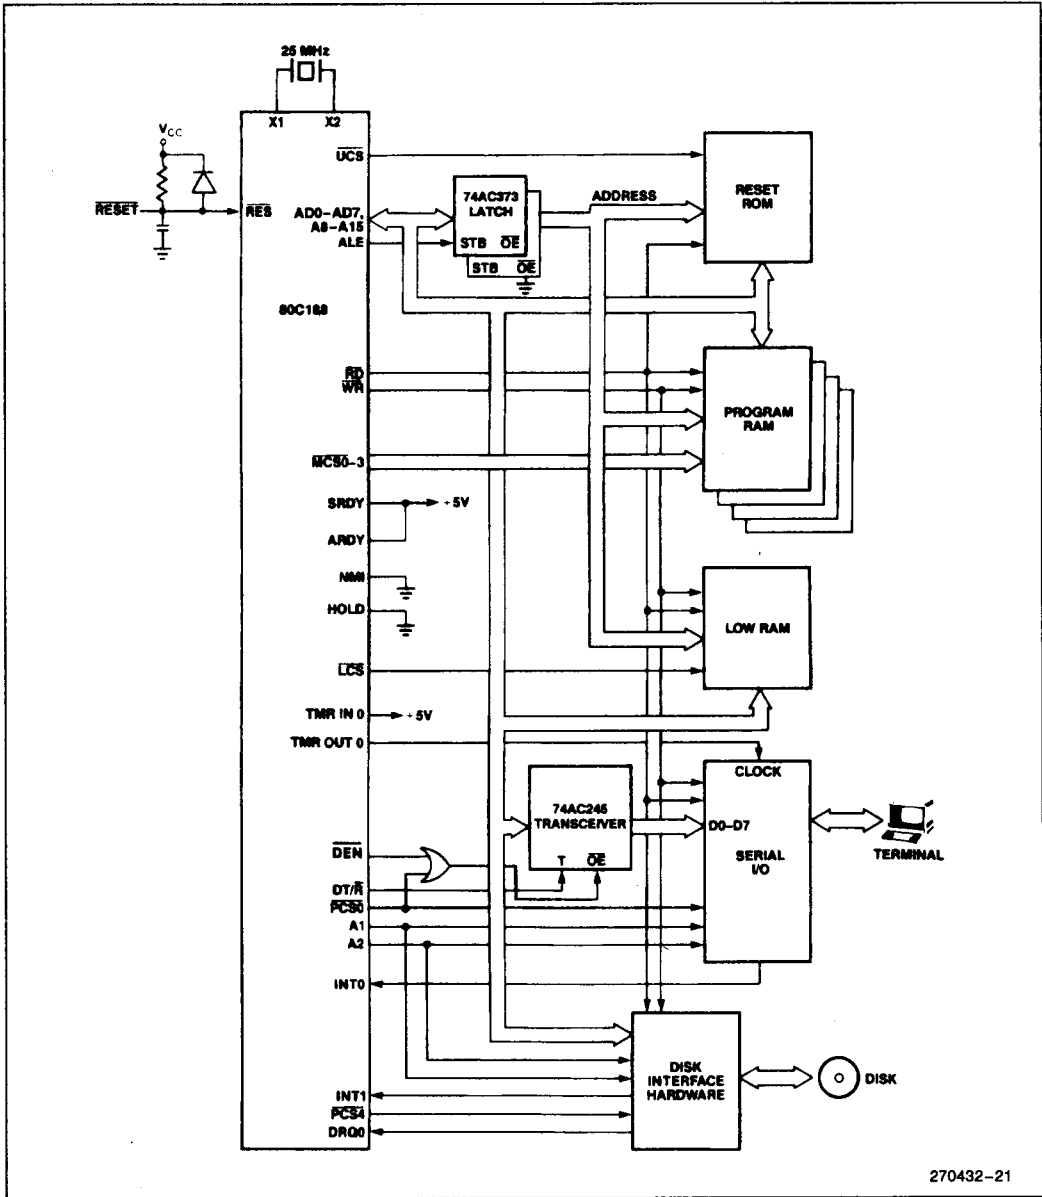 25 MHz
X1 X2
VCC
RESET
RES
UCS
AD0–AD7,
A8–A15
ALE
80C188
RD
WR
MCS0–3
SRDY
+5V
ARDY
NMI
HOLD
LCS
TMR IN 0
+5V
TMR OUT 0
DEN
DT/R
PCS0
A1
A2
INT0
INT1
PCS4
DRQ0
74AC373
LATCH
STB OE
STB OE
ADDRESS
RESET
ROM
PROGRAM
RAM
LOW RAM
74AC245
TRANSCEIVER
T OE
CLOCK
D0–D7
SERIAL
I/O
TERMINAL
DISK
INTERFACE
HARDWARE
DISK
270432–21